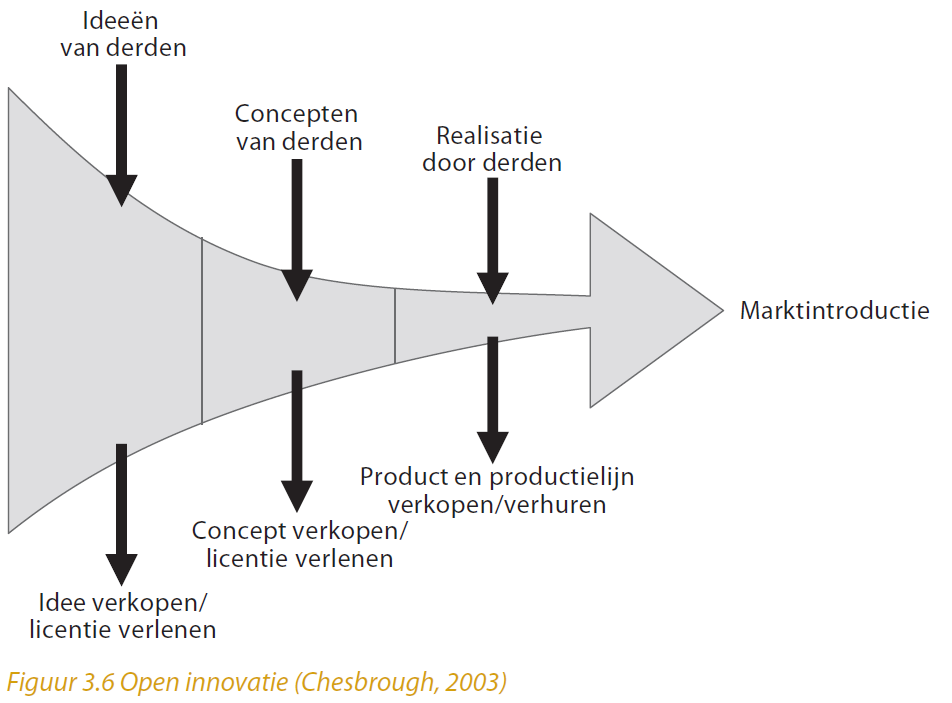 Ideeën
van derden
Concepten
van derden
Realisatie
door derden
Marktintroductie
Product en productielijn
verkopen/verhuren
Concept verkopen/
licentie verlenen
Idee verkopen/
licentie verlenen
Figuur 3.6 Open innovatie (Chesbrough, 2003)